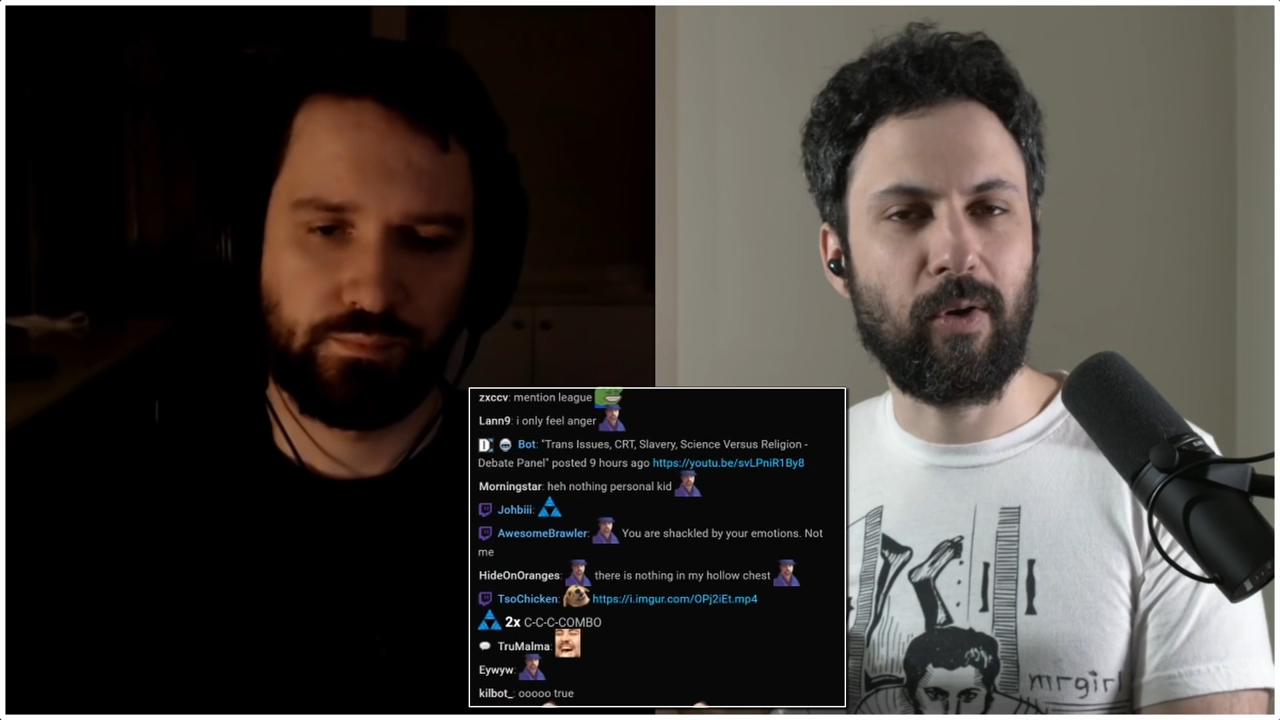 zxccv: mention league
Lann9: i only feel anger
Bot: "Trans Issues, CRT, Slavery, Science Versus Religion -
Debate Panel" posted 9 hours ago https://youtu.be/svLPniR1By8
Morningstar: heh nothing personal kid
Johbiii:
AwesomeBrawler: You are shackled by your emotions. Not
me
HideOnOranges: there is nothing in my hollow chest
TsoChicken: https://i.imgur.com/OPj2iEt.mp4
2x C-C-C-COMBO
TruMalma:
Eywyw:
kilbot_: ooooo true
mrgirl